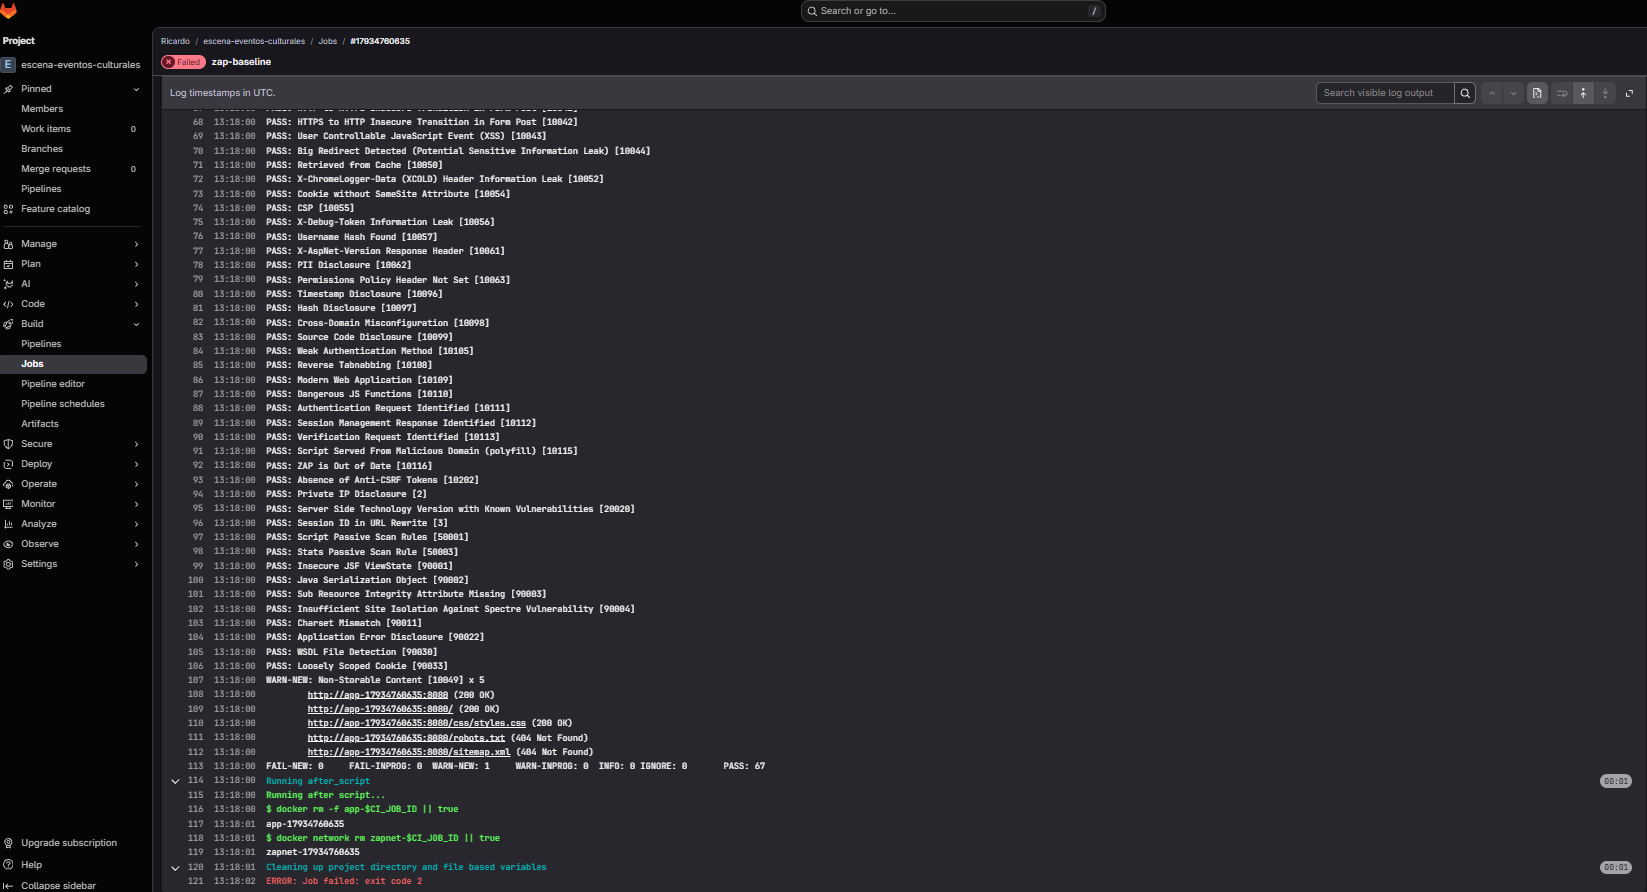 Search or go to...
/
Project
E escena-eventos-culturales
Pinned
Members
Work items 0
Branches
Merge requests 0
Pipelines
Feature catalog
Manage
Plan
AI
Code
Build
Pipelines
Jobs
Pipeline editor
Pipeline schedules
Artifacts
Secure
Deploy
Operate
Monitor
Analyze
Observe
Settings
Upgrade subscription
Help
Collapse sidebar
Ricardo / escena-eventos-culturales / Jobs / #17934760635
Failed zap-baseline
Log timestamps in UTC.
Search visible log output
68 13:18:00 PASS: HTTPS to HTTP Insecure Transition in Form Post [10042]
69 13:18:00 PASS: User Controllable JavaScript Event (XSS) [10043]
70 13:18:00 PASS: Big Redirect Detected (Potential Sensitive Information Leak) [10044]
71 13:18:00 PASS: Retrieved from Cache [10050]
72 13:18:00 PASS: X-ChromeLogger-Data (XCOLD) Header Information Leak [10052]
73 13:18:00 PASS: Cookie without SameSite Attribute [10054]
74 13:18:00 PASS: CSP [10055]
75 13:18:00 PASS: X-Debug-Token Information Leak [10056]
76 13:18:00 PASS: Username Hash Found [10057]
77 13:18:00 PASS: X-AspNet-Version Response Header [10061]
78 13:18:00 PASS: PII Disclosure [10062]
79 13:18:00 PASS: Permissions Policy Header Not Set [10063]
80 13:18:00 PASS: Timestamp Disclosure [10096]
81 13:18:00 PASS: Hash Disclosure [10097]
82 13:18:00 PASS: Cross-Domain Misconfiguration [10098]
83 13:18:00 PASS: Source Code Disclosure [10099]
84 13:18:00 PASS: Weak Authentication Method [10105]
85 13:18:00 PASS: Reverse Tabnabbing [10108]
86 13:18:00 PASS: Modern Web Application [10109]
87 13:18:00 PASS: Dangerous JS Functions [10110]
88 13:18:00 PASS: Authentication Request Identified [10111]
89 13:18:00 PASS: Session Management Response Identified [10112]
90 13:18:00 PASS: Verification Request Identified [10113]
91 13:18:00 PASS: Script Served From Malicious Domain (polyfill) [10115]
92 13:18:00 PASS: ZAP is Out of Date [10116]
93 13:18:00 PASS: Absence of Anti-CSRF Tokens [10202]
94 13:18:00 PASS: Private IP Disclosure [2]
95 13:18:00 PASS: Server Side Technology Version with Known Vulnerabilities [20020]
96 13:18:00 PASS: Session ID in URL Rewrite [3]
97 13:18:00 PASS: Script Passive Scan Rules [50001]
98 13:18:00 PASS: Stats Passive Scan Rule [50003]
99 13:18:00 PASS: Insecure JSF ViewState [90001]
100 13:18:00 PASS: Java Serialization Object [90002]
101 13:18:00 PASS: Sub Resource Integrity Attribute Missing [90003]
102 13:18:00 PASS: Insufficient Site Isolation Against Spectre Vulnerability [90004]
103 13:18:00 PASS: Charset Mismatch [90011]
104 13:18:00 PASS: Application Error Disclosure [90022]
105 13:18:00 PASS: WSDL File Detection [90030]
106 13:18:00 PASS: Loosely Scoped Cookie [90033]
107 13:18:00 WARN-NEW: Non-Storable Content [10049] x 5
108 13:18:00 http://app-17934760635:8080 (200 OK)
109 13:18:00 http://app-17934760635:8080/ (200 OK)
110 13:18:00 http://app-17934760635:8080/css/styles.css (200 OK)
111 13:18:00 http://app-17934760635:8080/robots.txt (404 Not Found)
112 13:18:00 http://app-17934760635:8080/sitemap.xml (404 Not Found)
113 13:18:00 FAIL-NEW: 0 FAIL-INPROG: 0 WARN-NEW: 1 WARN-INPROG: 0 INFO: 0 IGNORE: 0 PASS: 67
114 13:18:00 Running after_script 00:01
115 13:18:00 Running after script...
116 13:18:00 $ docker rm -f app-$CI_JOB_ID || true
117 13:18:01 app-17934760635
118 13:18:01 $ docker network rm zapnet-$CI_JOB_ID || true
119 13:18:01 zapnet-17934760635
120 13:18:01 Cleaning up project directory and file based variables 00:01
121 13:18:02 ERROR: Job failed: exit code 2